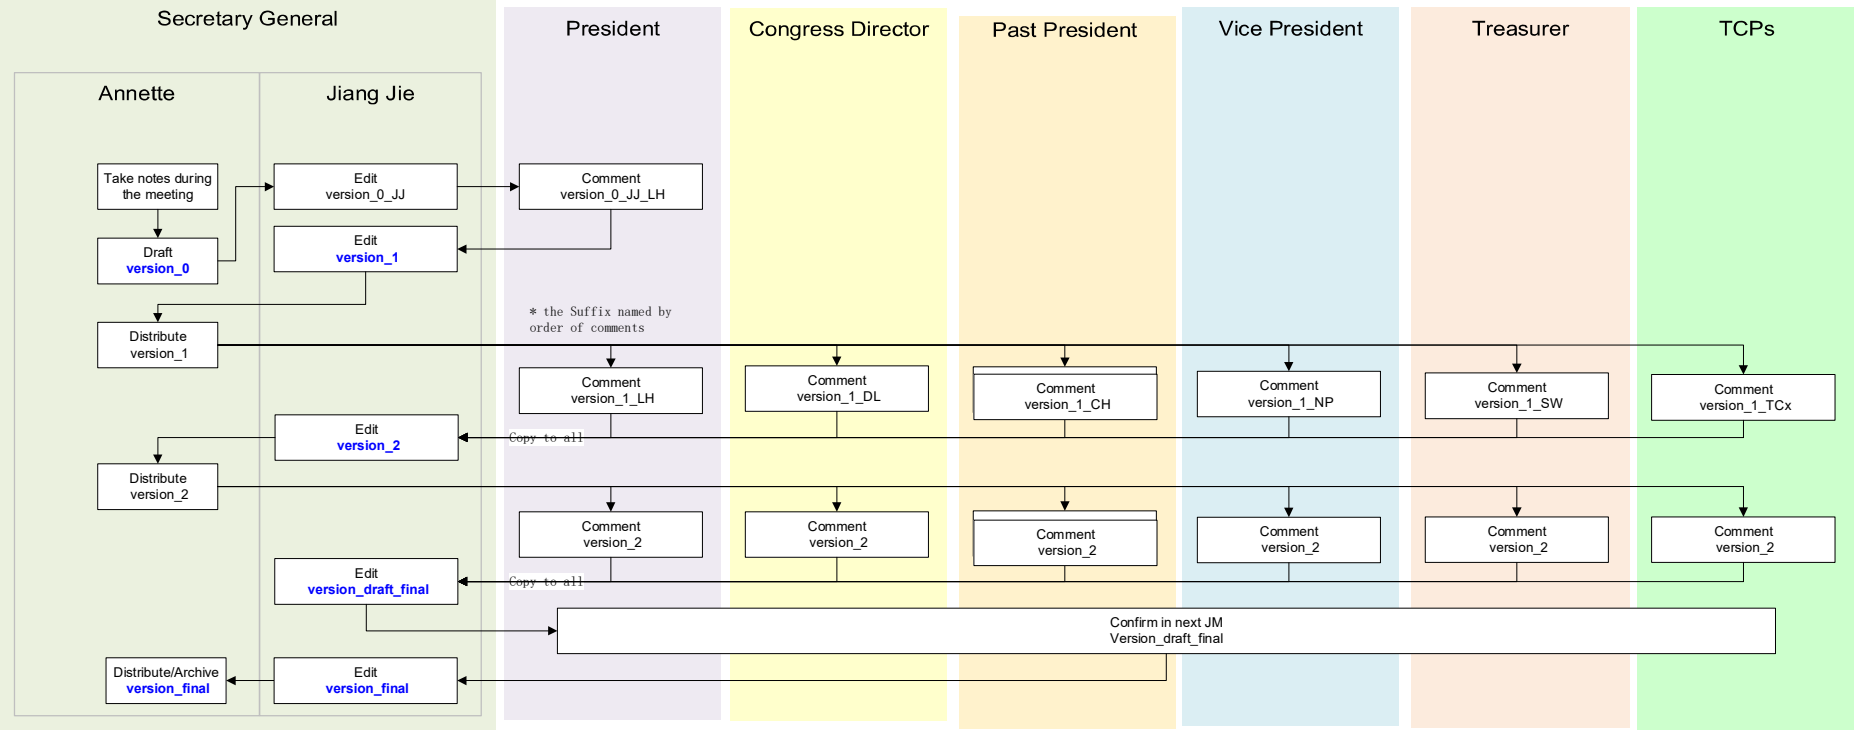 Secretary General
President
Congress Director
Past President
Vice President
Treasurer
TCPs
Annette
Jiang Jie
Take notes during
the meeting
Edit
version_0_JJ
Comment
version_0_JJ_LH
Draft
version_0
Edit
version_1
* the Suffix named by
order of comments
Distribute
version_1
Comment
version_1_LH
Comment
version_1_DL
Comment
version_1_CH
Comment
version_1_NP
Comment
version_1_SW
Comment
version_1_TCx
Edit
version_2
Copy to all
Distribute
version_2
Comment
version_2
Comment
version_2
Comment
version_2
Comment
version_2
Comment
version_2
Comment
version_2
Edit
version_draft_final
Copy to all
Confirm in next JM
Version_draft_final
Distribute/Archive
version_final
Edit
version_final